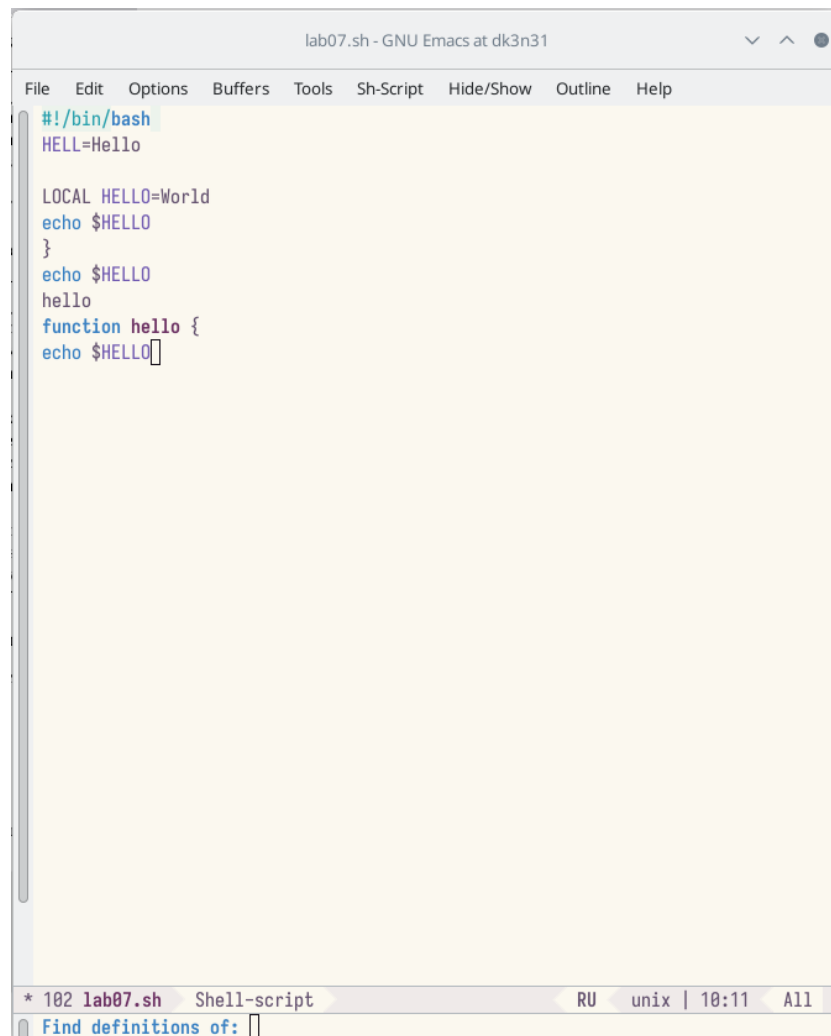 lab07.sh - GNU Emacs at dk3n31
File Edit Options Buffers Tools Sh-Script Hide/Show Outline Help
#!/bin/bash
HELL=Hello
LOCAL HELLO=World
echo $HELLO
}
echo $HELLO
hello
function hello {
echo $HELLO
* 102 lab07.sh Shell-script RU unix | 10:11 All
Find definitions of: